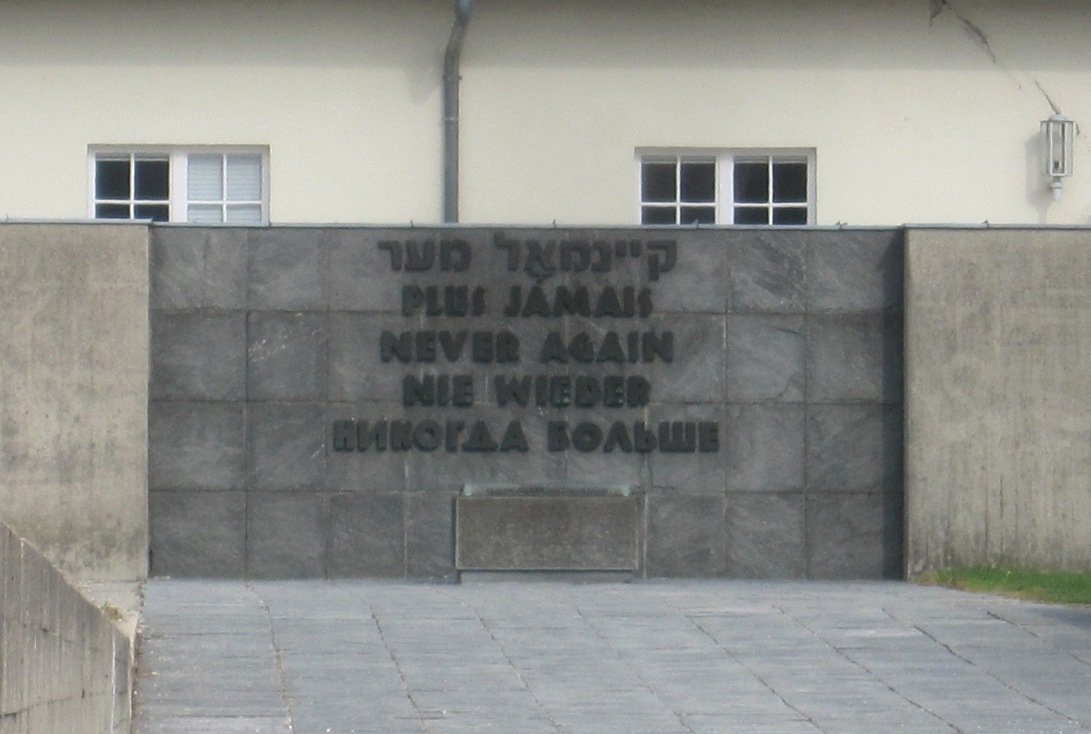 קיינמאָל מער
PLUS JAMAIS
NEVER AGAIN
NIE WIEDER
НИКОГДА БОЛЬШЕ